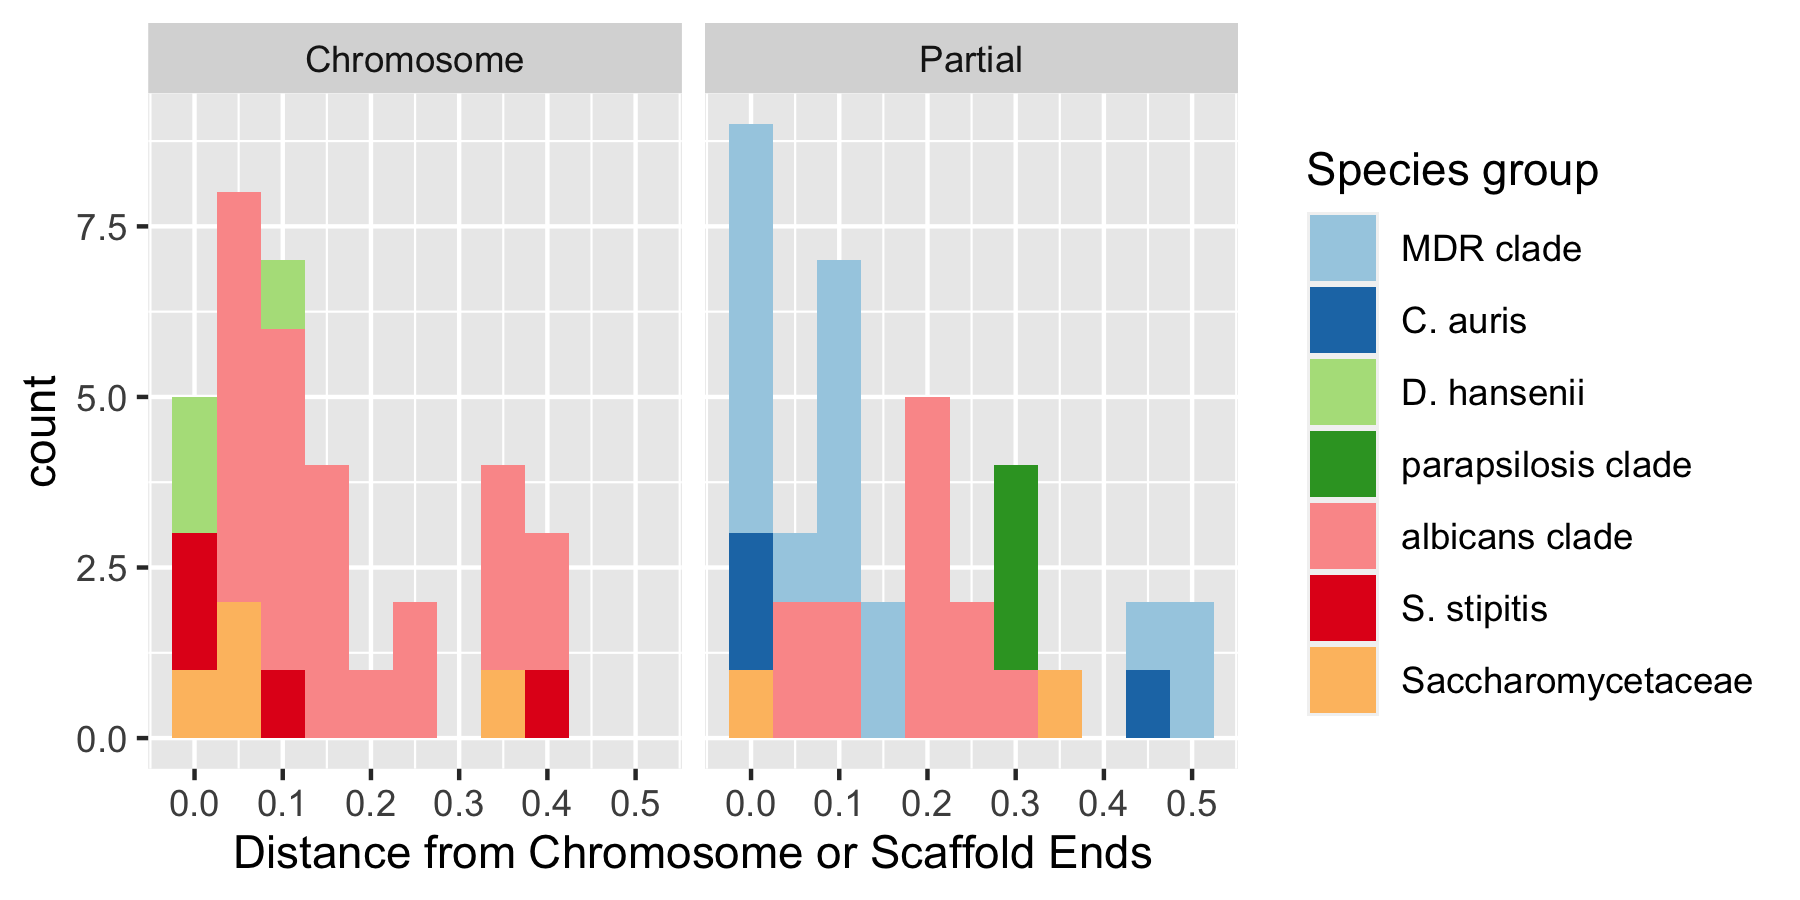 Chromosome
Partial
count
7.5
5.0
2.5
0.0
0.0 0.1 0.2 0.3 0.4 0.5
0.0 0.1 0.2 0.3 0.4 0.5
Distance from Chromosome or Scaffold Ends
Species group
MDR clade
C. auris
D. hansenii
parapsilosis clade
albicans clade
S. stipitis
Saccharomycetaceae